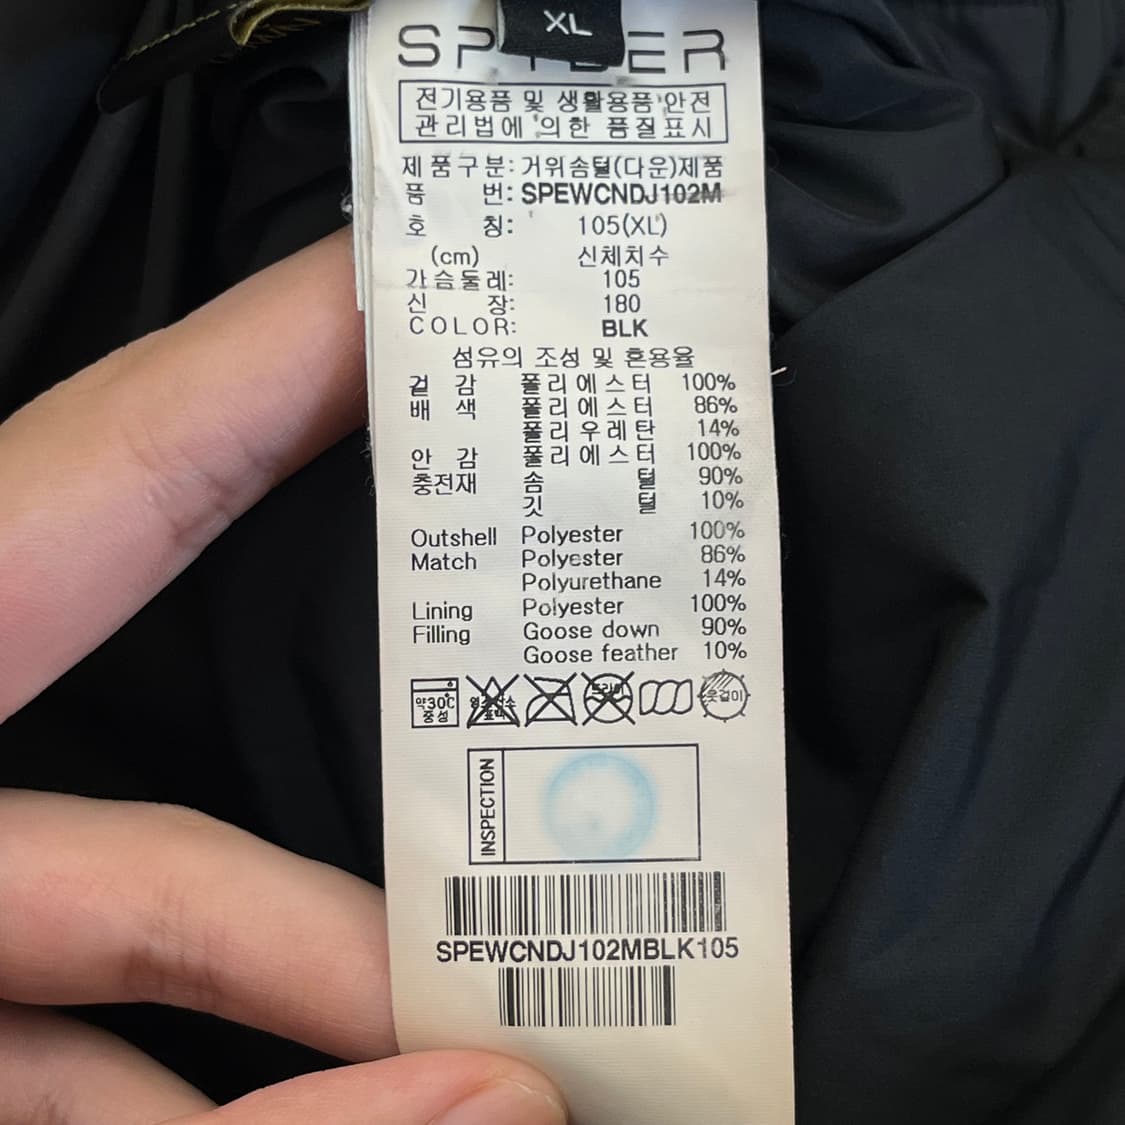 XL
SPYDER
전기용품 및 생활용품 안전
관리법에 의한 품질표시
제품구분: 거위솜털(다운)제품
품 번: SPEWCNDJ102M
호 칭: 105(XL)
(cm) 신체치수
가슴둘레: 105
신 장: 180
COLOR: BLK
섬유의 조성 및 혼용율
겉 감 폴리에스터 100%
배 색 폴리에스터 86%
폴리우레탄 14%
안 감 폴리에스터 100%
충전재 솜 털 90%
깃 털 10%
Outshell Polyester 100%
Match Polyester 86%
Polyurethane 14%
Lining Polyester 100%
Filling Goose down 90%
Goose feather 10%
약30℃ 드라이 옷걸이
중성
INSPECTION
SPEWCNDJ102MBLK105